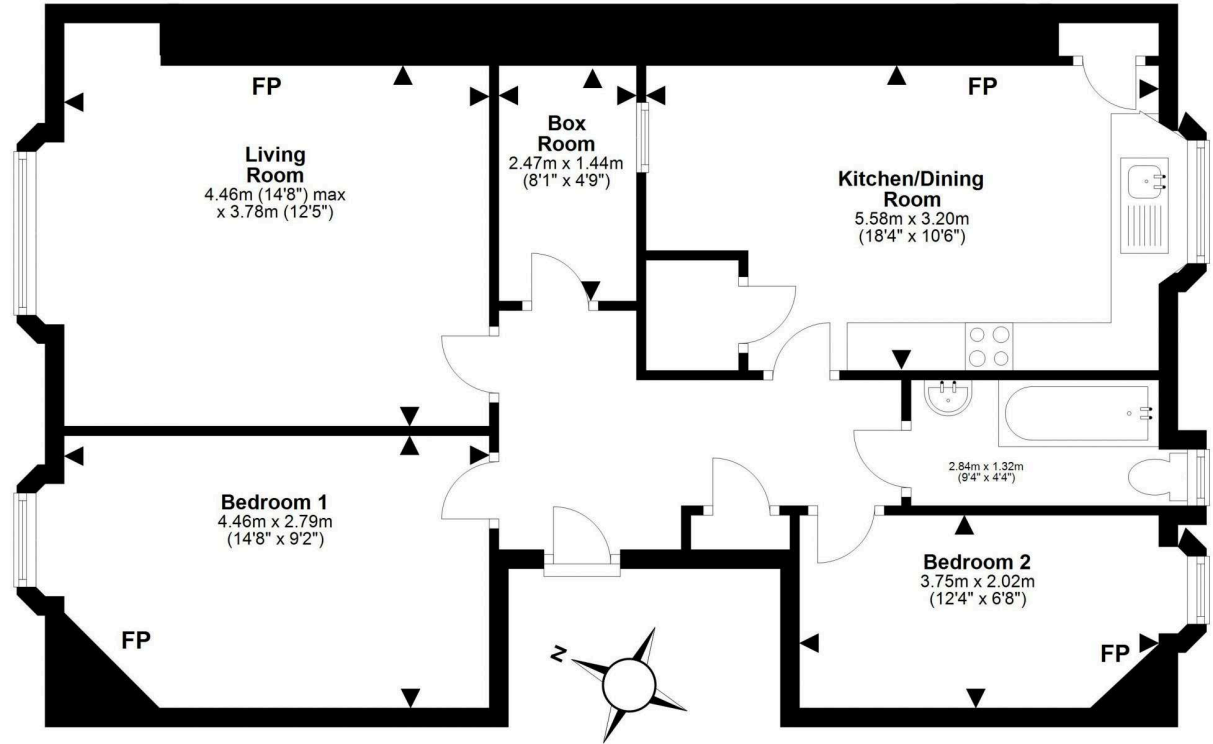 FP
Living
Room
4.46m (14'8") max
x 3.78m (12'5")
Box
Room
2.47m x 1.44m
(8'1" x 4'9")
FP
Kitchen/Dining
Room
5.58m x 3.20m
(18'4" x 10'6")
2.84m x 1.32m
(9'4" x 4'4")
Bedroom 1
4.46m x 2.79m
(14'8" x 9'2")
FP
Bedroom 2
3.75m x 2.02m
(12'4" x 6'8")
FP
N